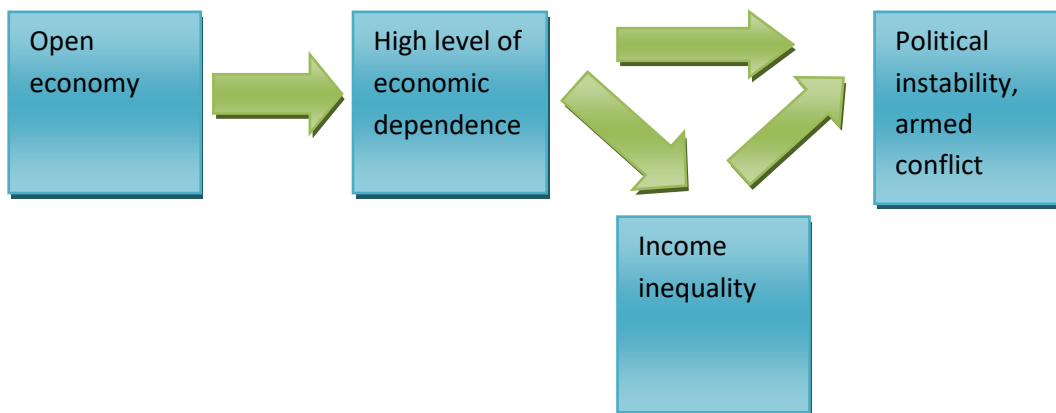 Open
economy
High level of
economic
dependence
Political
instability,
armed
conflict
Income
inequality